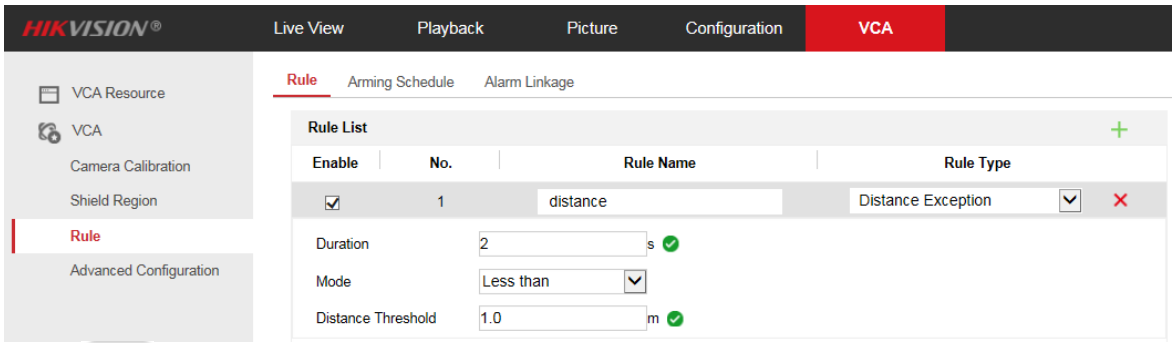 HIKVISION® Live View Playback Picture Configuration VCA
Rule Arming Schedule Alarm Linkage
VCA Resource
VCA
Camera Calibration
Shield Region
Rule
Advanced Configuration
Rule List
Enable No. Rule Name Rule Type
1 distance Distance Exception
Duration 2 s
Mode Less than
Distance Threshold 1.0 m